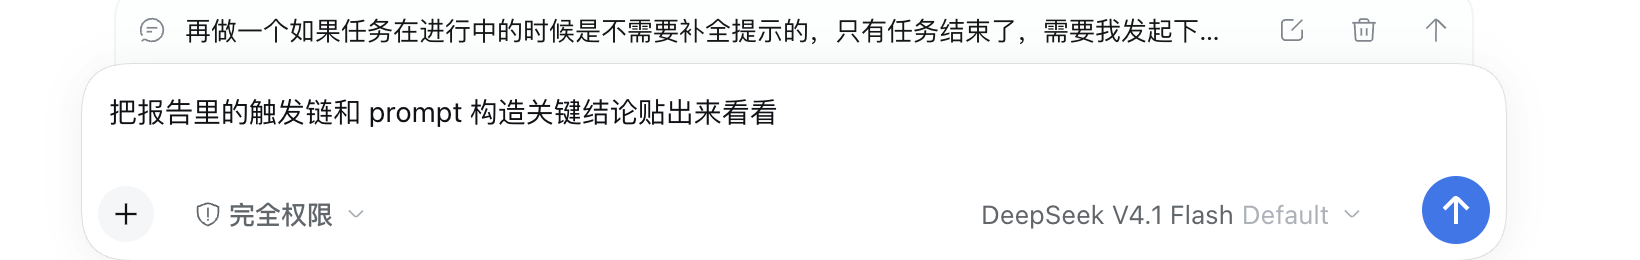 再做一个如果任务在进行中的时候是不需要补全提示的，只有任务结束了，需要我发起下...
把报告里的触发链和 prompt 构造关键结论贴出来看看
完全权限
DeepSeek V4.1 Flash Default